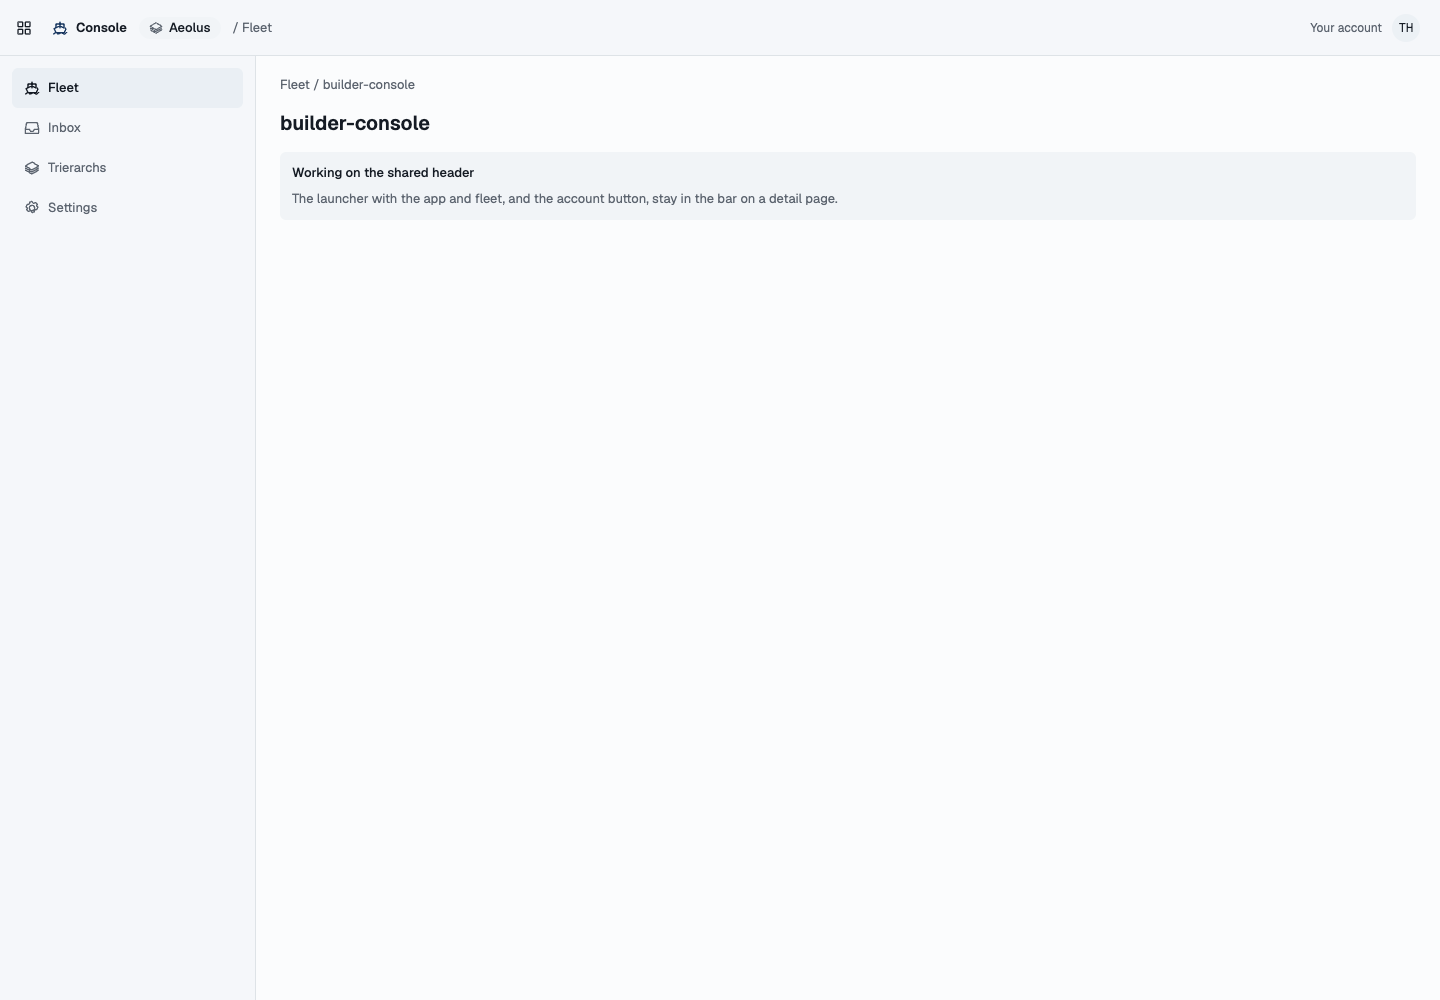 Console Aeolus / Fleet Your account TH
Fleet
Inbox
Trierarchs
Settings
Fleet / builder-console
builder-console
Working on the shared header
The launcher with the app and fleet, and the account button, stay in the bar on a detail page.